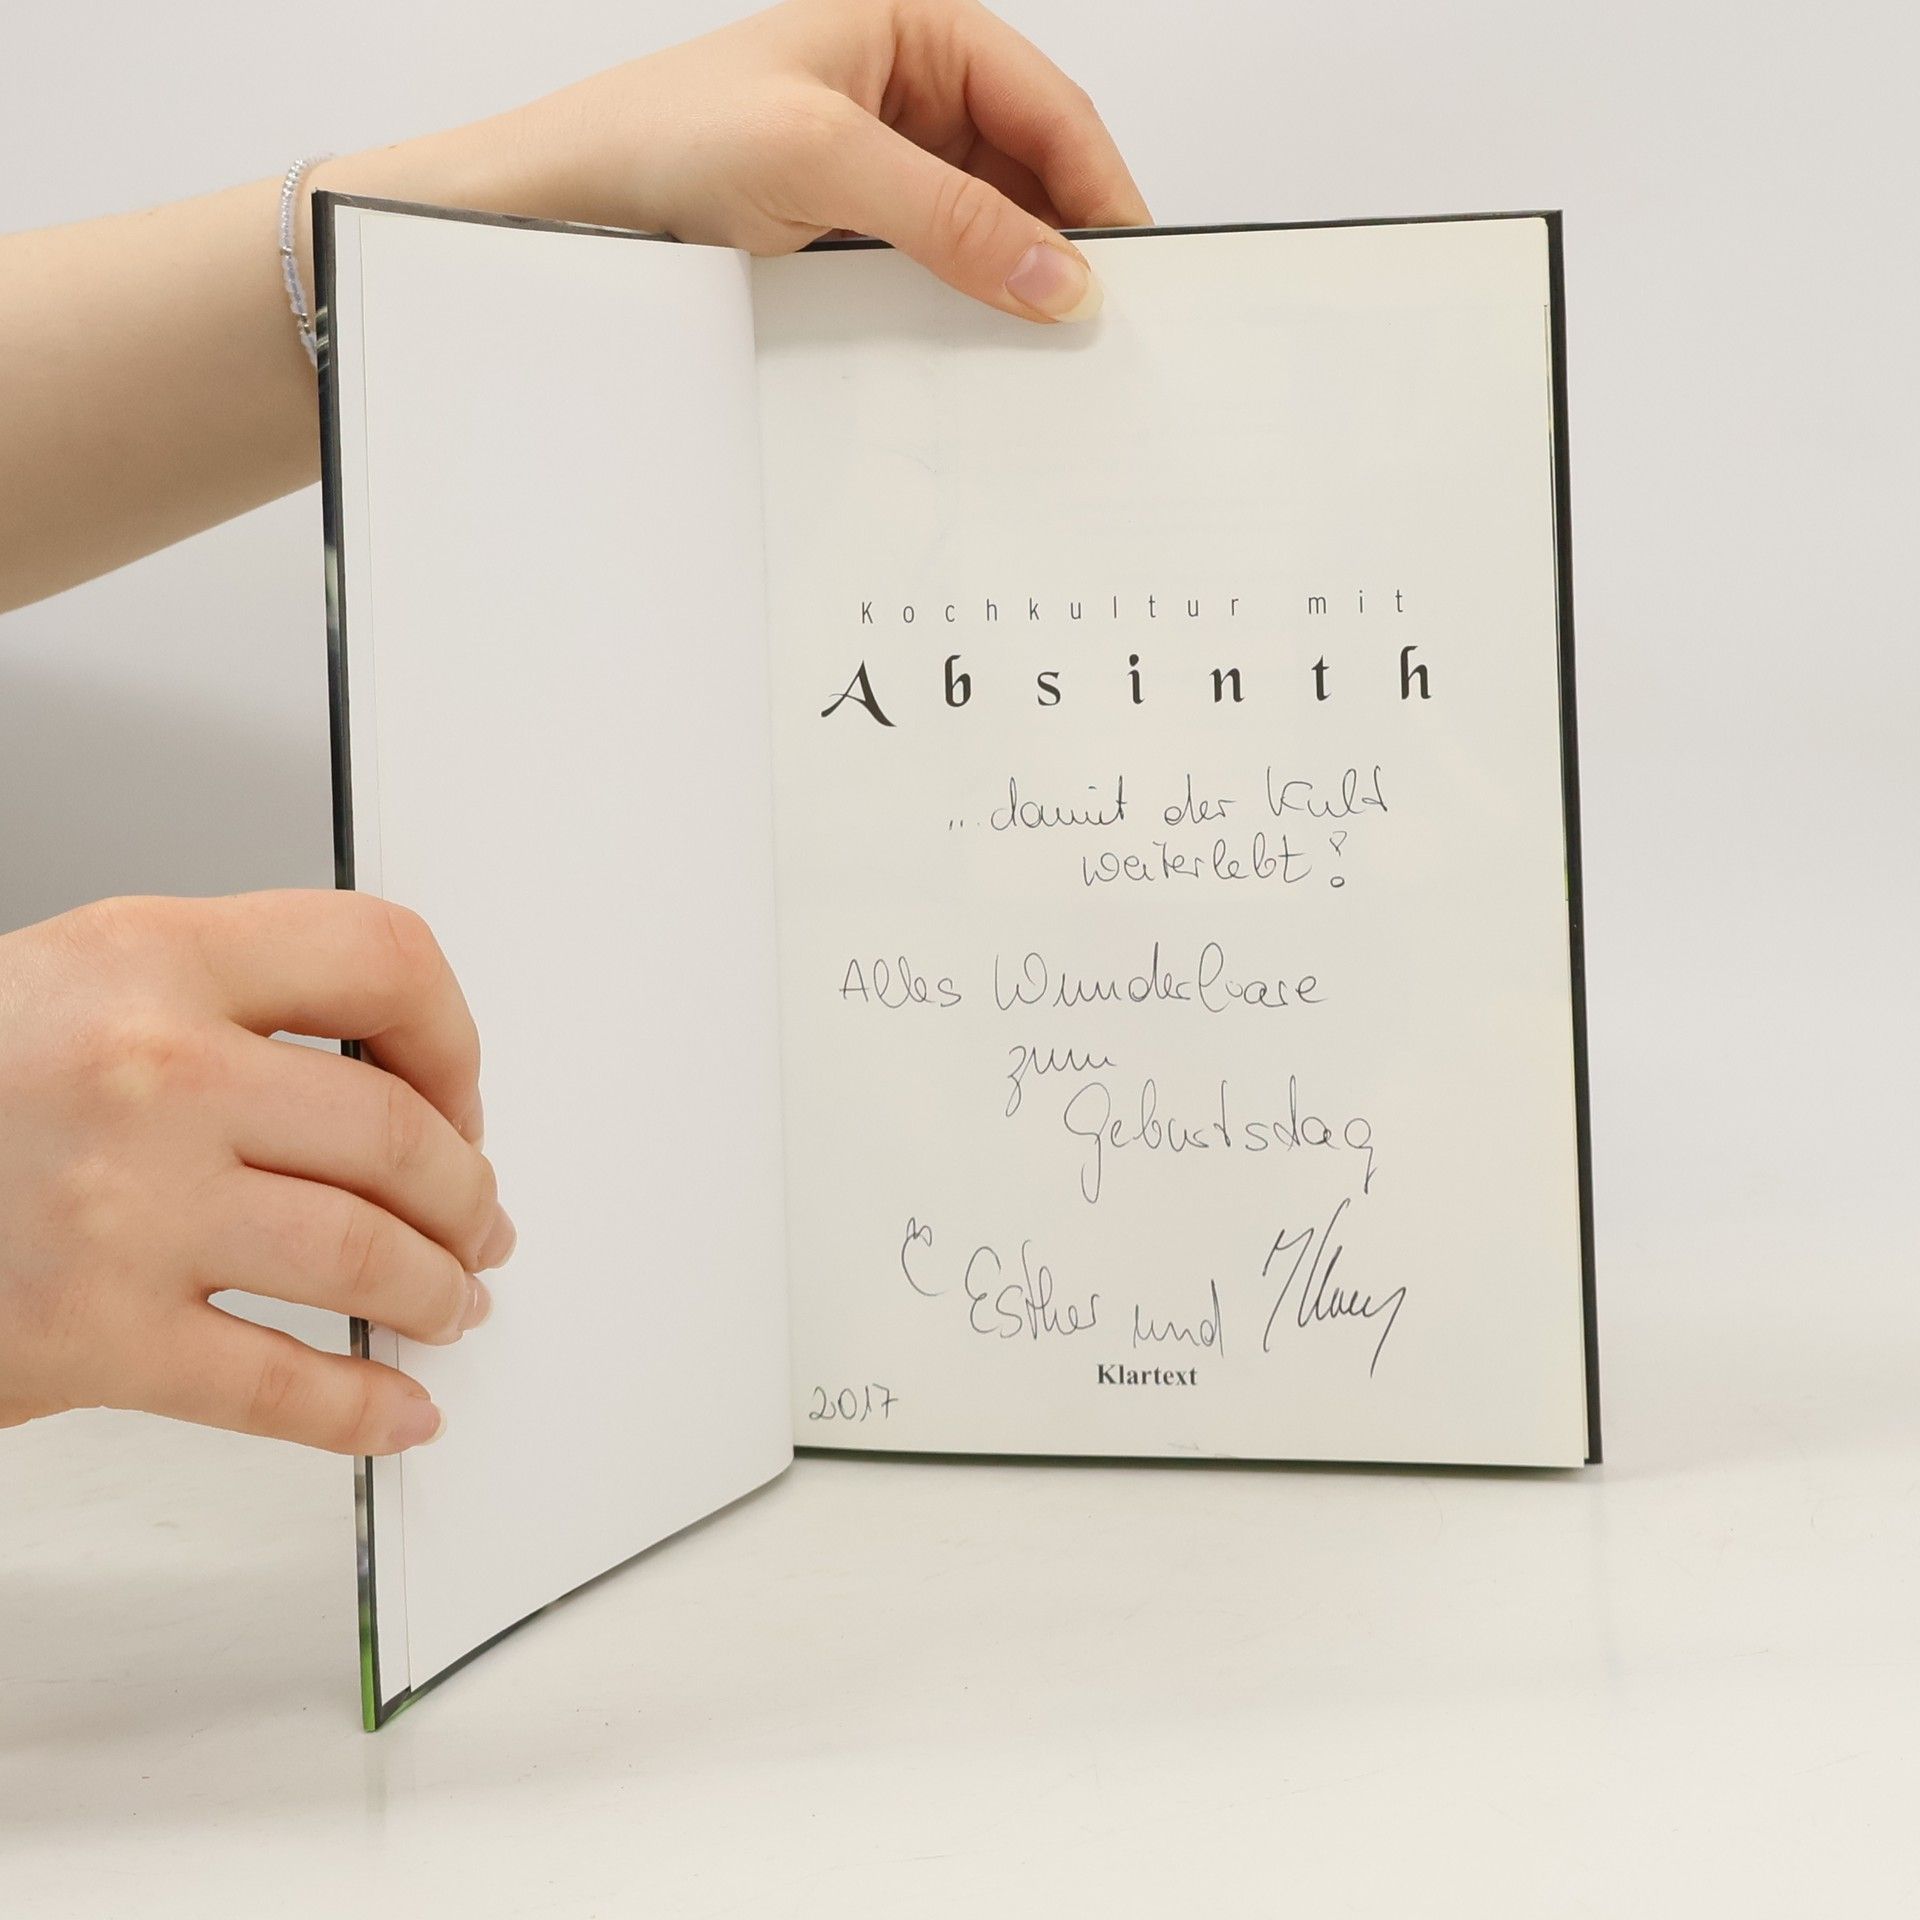 Kochkultur mit
Absinth
... damit der Kult
weiterlebt!
Alles Wunderbare
zum
Geburtstag
Esther und
Klartext
2017